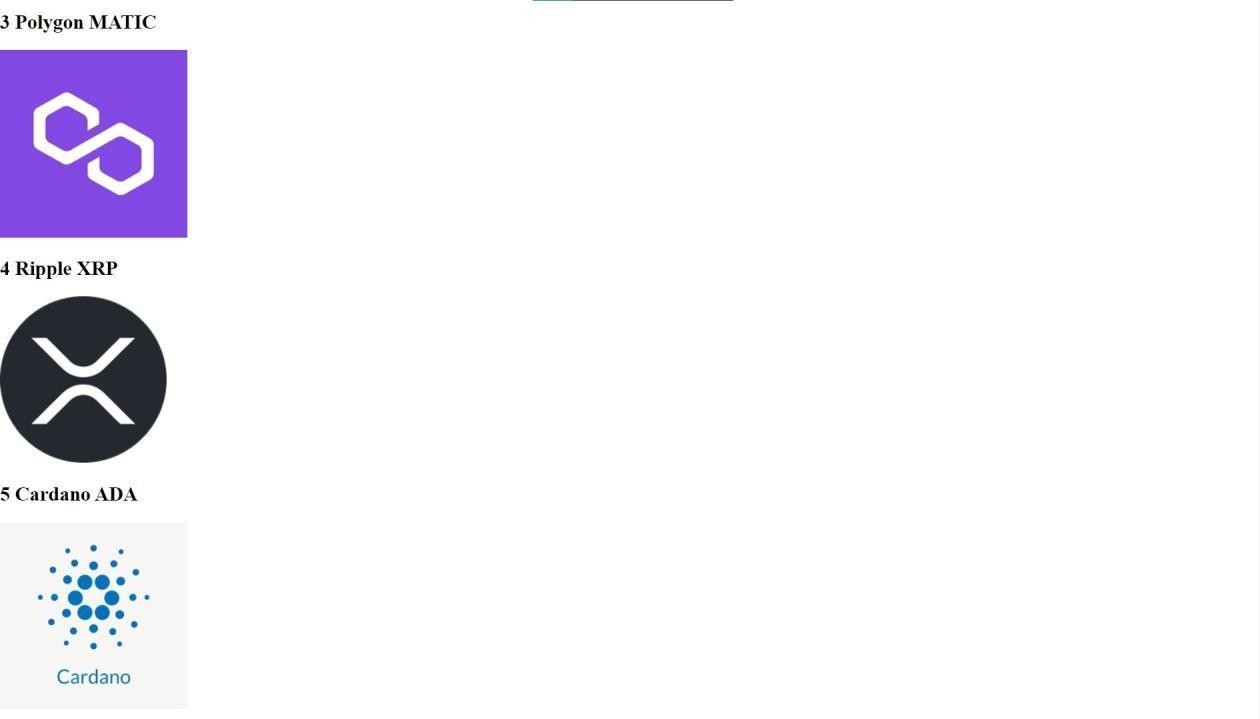 3 Polygon MATIC
4 Ripple XRP
5 Cardano ADA
Cardano